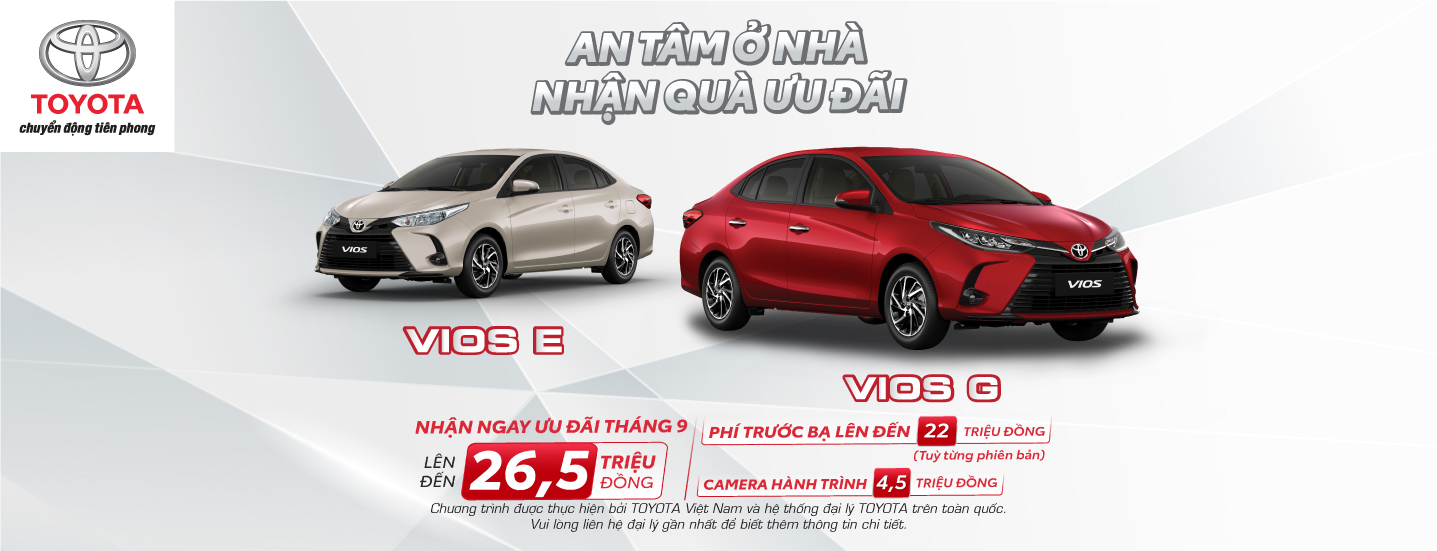 TOYOTA
chuyển động tiên phong
AN TÂM Ở NHÀ
NHẬN QUÀ ƯU ĐÃI
VIOS
VIOS
VIOS E
VIOS G
NHẬN NGAY ƯU ĐÃI THÁNG 9
LÊN ĐẾN 26,5 TRIỆU ĐỒNG
PHÍ TRƯỚC BẠ LÊN ĐẾN 22 TRIỆU ĐỒNG
(Tuỳ từng phiên bản)
CAMERA HÀNH TRÌNH 4,5 TRIỆU ĐỒNG
Chương trình được thực hiện bởi TOYOTA Việt Nam và hệ thống đại lý TOYOTA trên toàn quốc.
Vui lòng liên hệ đại lý gần nhất để biết thêm thông tin chi tiết.